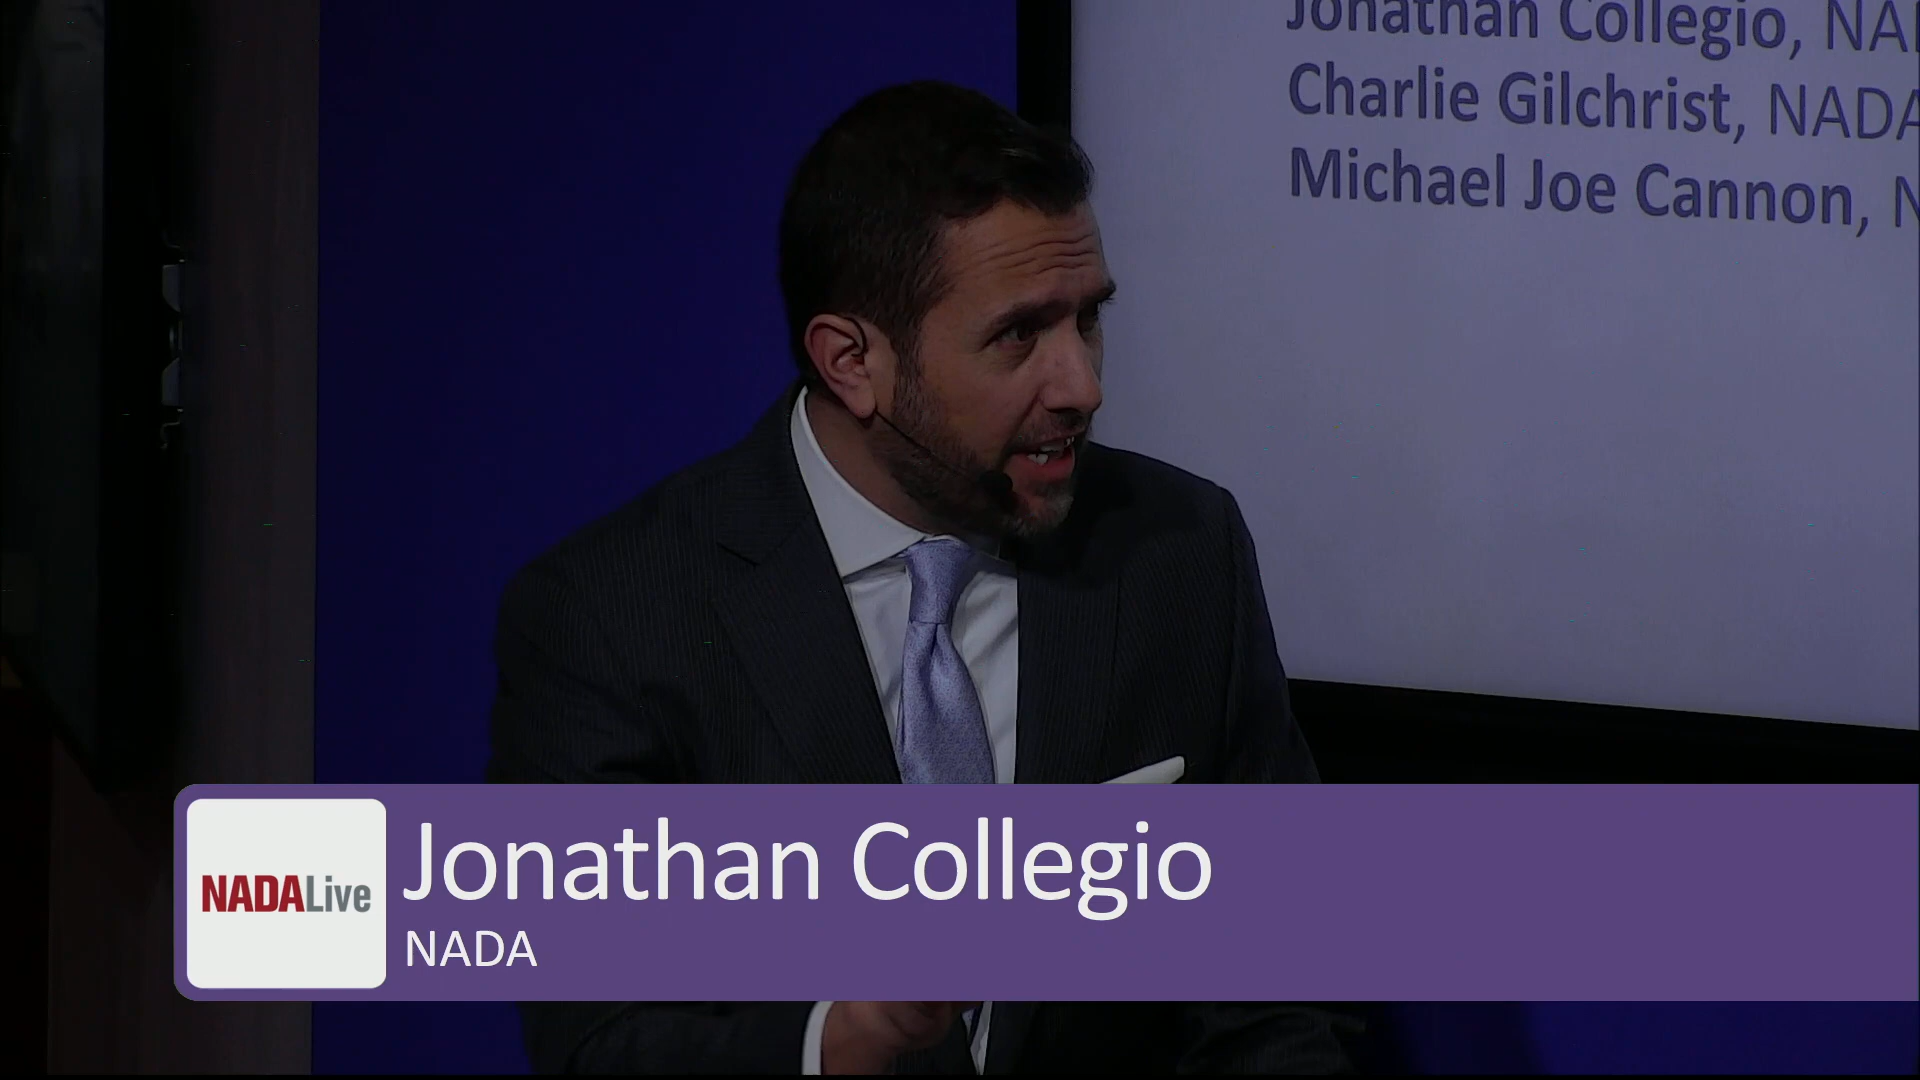 Jonathan Collegio, NA
Charlie Gilchrist, NADA
Michael Joe Cannon, N
NADALive
Jonathan Collegio
NADA